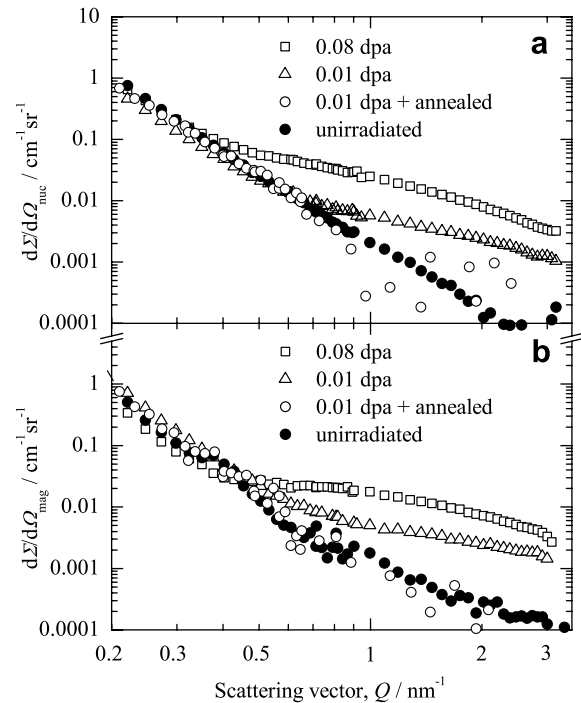 10
a
0.08 dpa
0.01 dpa
0.01 dpa + annealed
unirradiated
1
0.1
0.01
0.001
0.0001
dΣ/dΩnuc / cm⁻¹ sr⁻¹
b
0.08 dpa
0.01 dpa
0.01 dpa + annealed
unirradiated
1
0.1
0.01
0.001
0.0001
dΣ/dΩmag / cm⁻¹ sr⁻¹
0.2 0.3 0.5 1 2 3
Scattering vector, Q / nm⁻¹